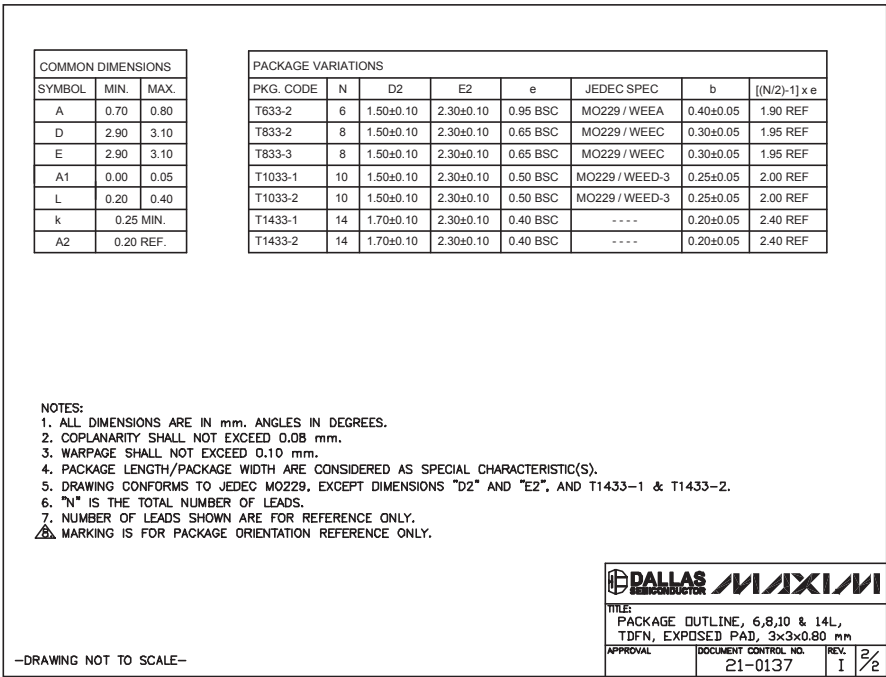 COMMON DIMENSIONS
SYMBOL MIN. MAX.
A 0.70 0.80
D 2.90 3.10
E 2.90 3.10
A1 0.00 0.05
L 0.20 0.40
k 0.25 MIN.
A2 0.20 REF.
PACKAGE VARIATIONS
PKG. CODE N D2 E2 e JEDEC SPEC b [(N/2)-1] x e
T633-2 6 1.50±0.10 2.30±0.10 0.95 BSC MO229 / WEEA 0.40±0.05 1.90 REF
T833-2 8 1.50±0.10 2.30±0.10 0.65 BSC MO229 / WEEC 0.30±0.05 1.95 REF
T833-3 8 1.50±0.10 2.30±0.10 0.65 BSC MO229 / WEEC 0.30±0.05 1.95 REF
T1033-1 10 1.50±0.10 2.30±0.10 0.50 BSC MO229 / WEED-3 0.25±0.05 2.00 REF
T1033-2 10 1.50±0.10 2.30±0.10 0.50 BSC MO229 / WEED-3 0.25±0.05 2.00 REF
T1433-1 14 1.70±0.10 2.30±0.10 0.40 BSC - - - - 0.20±0.05 2.40 REF
T1433-2 14 1.70±0.10 2.30±0.10 0.40 BSC - - - - 0.20±0.05 2.40 REF
NOTES:
1. ALL DIMENSIONS ARE IN mm. ANGLES IN DEGREES.
2. COPLANARITY SHALL NOT EXCEED 0.08 mm.
3. WARPAGE SHALL NOT EXCEED 0.10 mm.
4. PACKAGE LENGTH/PACKAGE WIDTH ARE CONSIDERED AS SPECIAL CHARACTERISTIC(S).
5. DRAWING CONFORMS TO JEDEC MO229, EXCEPT DIMENSIONS "D2" AND "E2", AND T1433-1 & T1433-2.
6. "N" IS THE TOTAL NUMBER OF LEADS.
7. NUMBER OF LEADS SHOWN ARE FOR REFERENCE ONLY.
8. MARKING IS FOR PACKAGE ORIENTATION REFERENCE ONLY.
DALLAS SEMICONDUCTOR MAXIM
TITLE:
PACKAGE OUTLINE, 6,8,10 & 14L,
TDFN, EXPOSED PAD, 3x3x0.80 mm
APPROVAL DOCUMENT CONTROL NO. REV.
21-0137 I 2/2
-DRAWING NOT TO SCALE-